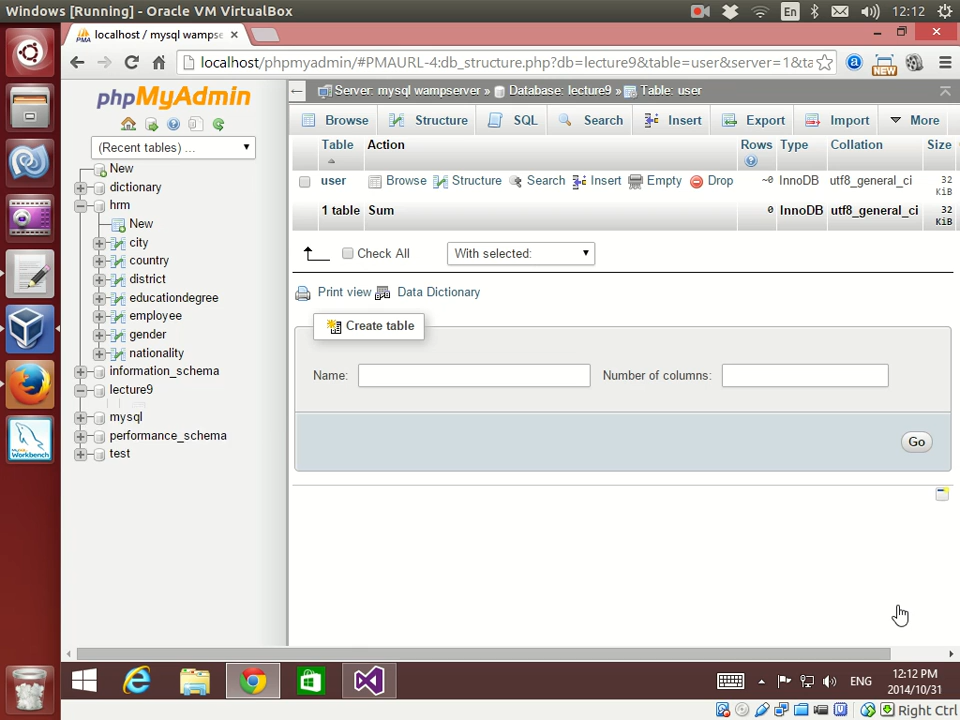 Windows [Running] - Oracle VM VirtualBox
En
12:12
localhost / mysql wampse
localhost/phpmyadmin/#PMAURL-4:db_structure.php?db=lecture9&table=user&server=1&ta
NEW
phpMyAdmin
(Recent tables) ...
New
dictionary
hrm
New
city
country
district
educationdegree
employee
gender
nationality
information_schema
lecture9
mysql
performance_schema
test
Server: mysql wampserver » Database: lecture9 » Table: user
Browse Structure SQL Search Insert Export Import More
Table Action Rows Type Collation Size
user Browse Structure Search Insert Empty Drop ~0 InnoDB utf8_general_ci 32 KiB
1 table Sum 0 InnoDB utf8_general_ci 32 KiB
Check All With selected:
Print view Data Dictionary
Create table
Name: Number of columns:
Go
MySQL
Workbench
ENG
12:12 PM
2014/10/31
Right Ctrl